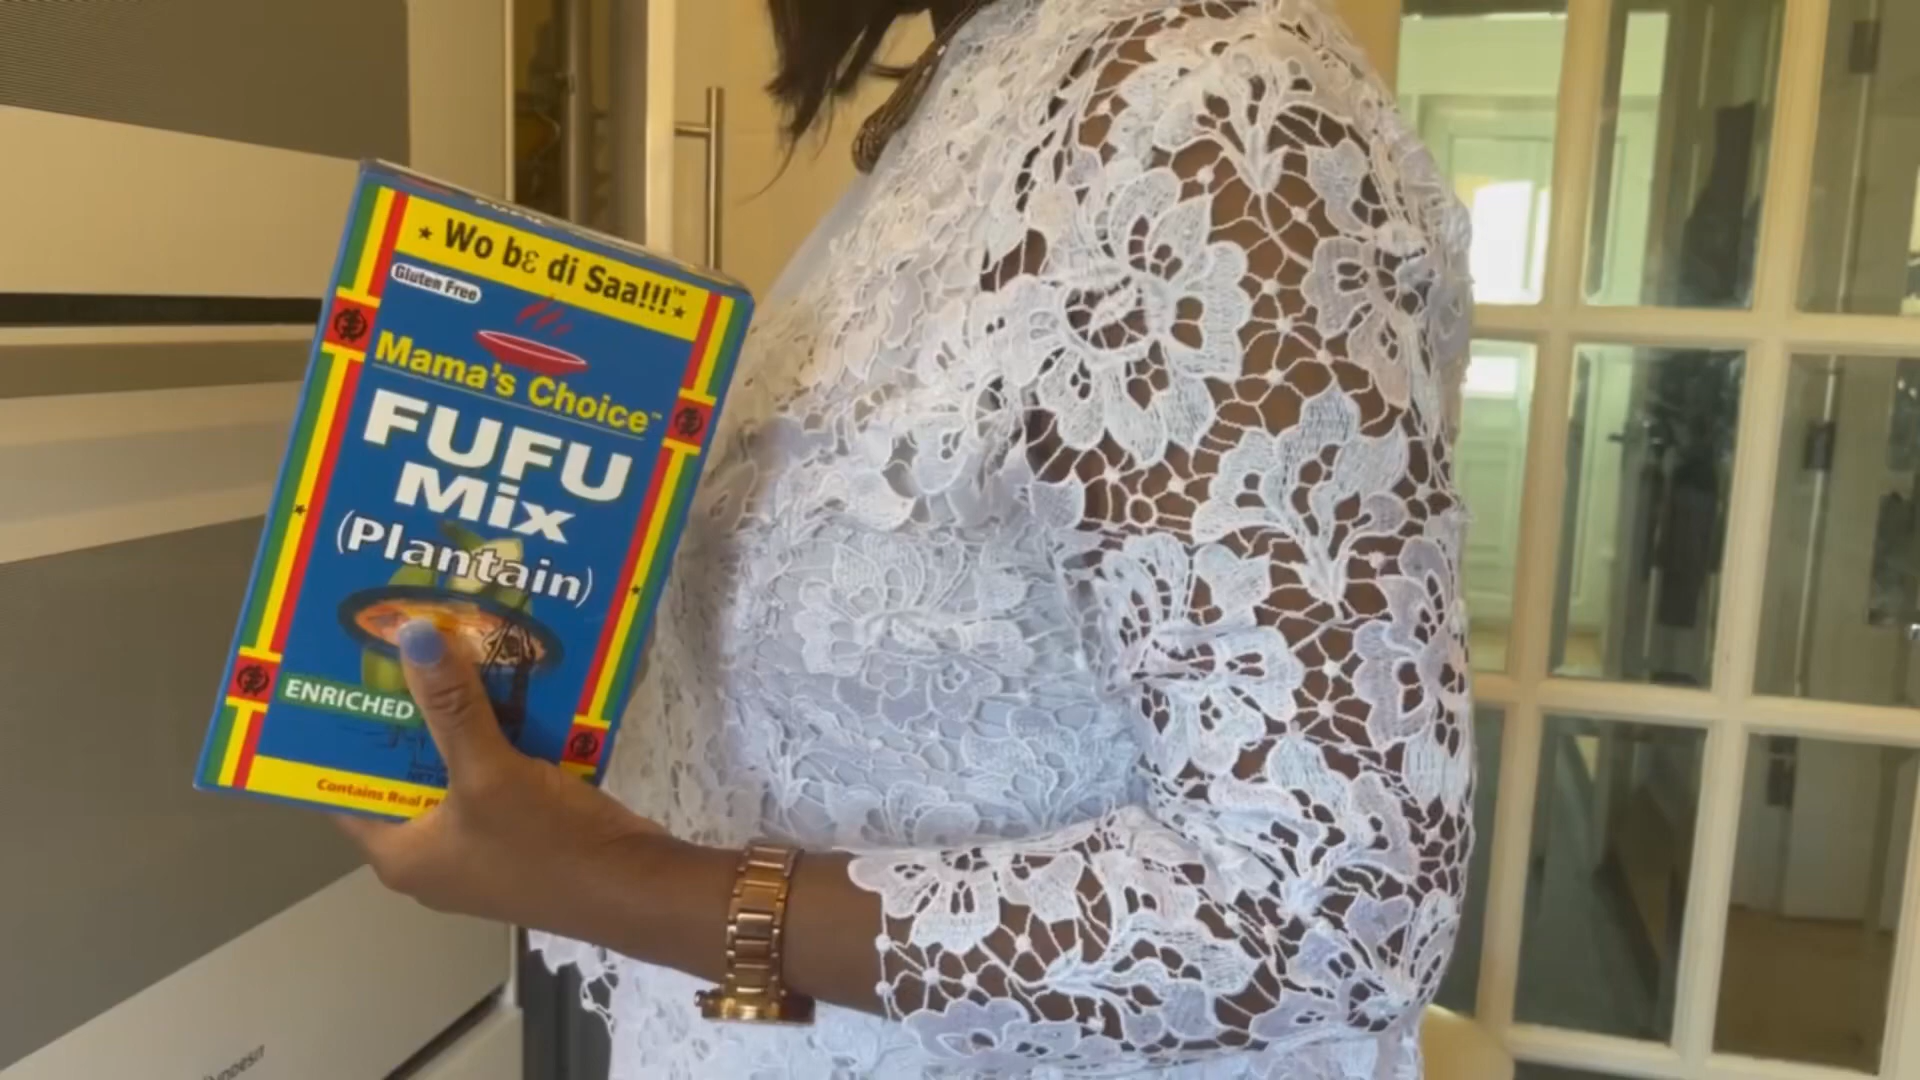 ★ Wo bɛ di Saa!!!™ ★
Gluten Free
Mama's Choice™
FUFU
Mix
(Plantain)
ENRICHED
Contains Real